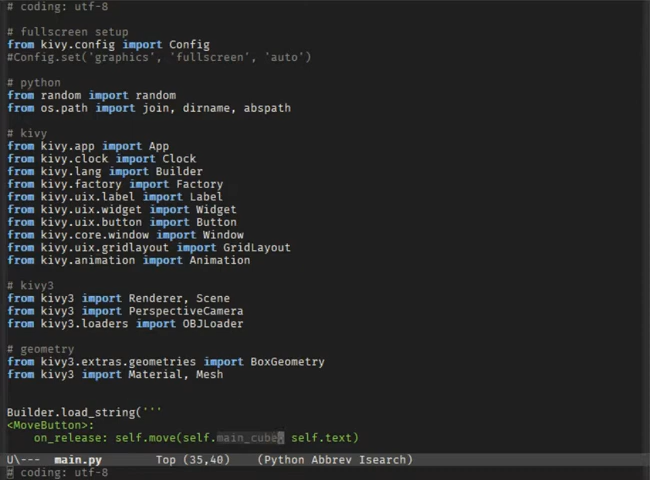 # coding: utf-8
# fullscreen setup
from kivy.config import Config
#Config.set('graphics', 'fullscreen', 'auto')
# python
from random import random
from os.path import join, dirname, abspath
# kivy
from kivy.app import App
from kivy.clock import Clock
from kivy.lang import Builder
from kivy.factory import Factory
from kivy.uix.label import Label
from kivy.uix.widget import Widget
from kivy.uix.button import Button
from kivy.core.window import Window
from kivy.uix.gridlayout import GridLayout
from kivy.animation import Animation
# kivy3
from kivy3 import Renderer, Scene
from kivy3 import PerspectiveCamera
from kivy3.loaders import OBJLoader
# geometry
from kivy3.extras.geometries import BoxGeometry
from kivy3 import Material, Mesh
Builder.load_string('''
<MoveButton>:
    on_release: self.move(self.main_cube, self.text)
U\--- main.py Top (35,40) (Python Abbrev Isearch)
# coding: utf-8